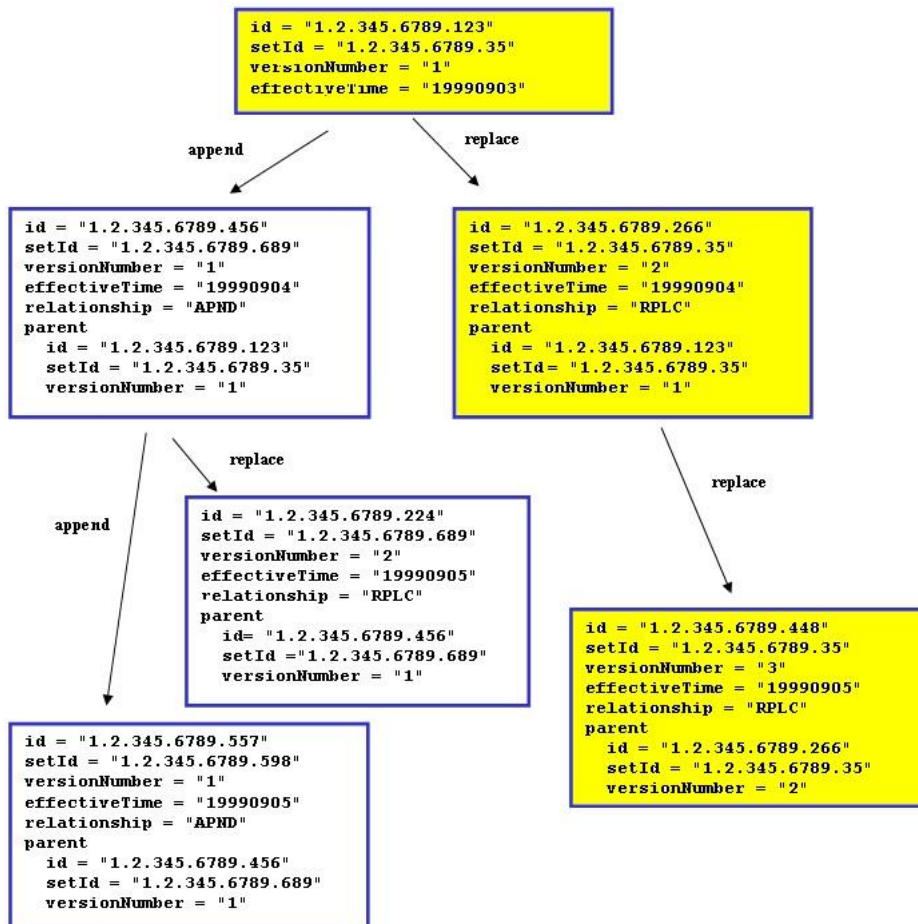 id = "1.2.345.6789.123"
setId = "1.2.345.6789.35"
versionNumber = "1"
effectiveTime = "19990903"
append
replace
id = "1.2.345.6789.456"
setId = "1.2.345.6789.689"
versionNumber = "1"
effectiveTime = "19990904"
relationship = "APND"
parent
id = "1.2.345.6789.123"
setId = "1.2.345.6789.35"
versionNumber = "1"
id = "1.2.345.6789.266"
setId = "1.2.345.6789.35"
versionNumber = "2"
effectiveTime = "19990904"
relationship = "RPLC"
parent
id = "1.2.345.6789.123"
setId= "1.2.345.6789.35"
versionNumber = "1"
append
replace
replace
id = "1.2.345.6789.224"
setId = "1.2.345.6789.689"
versionNumber = "2"
effectiveTime = "19990905"
relationship = "RPLC"
parent
id= "1.2.345.6789.456"
setId ="1.2.345.6789.689"
versionNumber = "1"
id = "1.2.345.6789.448"
setId = "1.2.345.6789.35"
versionNumber = "3"
effectiveTime = "19990905"
relationship = "RPLC"
parent
id = "1.2.345.6789.266"
setId = "1.2.345.6789.35"
versionNumber = "2"
id = "1.2.345.6789.557"
setId = "1.2.345.6789.598"
versionNumber = "1"
effectiveTime = "19990905"
relationship = "APND"
parent
id = "1.2.345.6789.456"
setId = "1.2.345.6789.689"
versionNumber = "1"